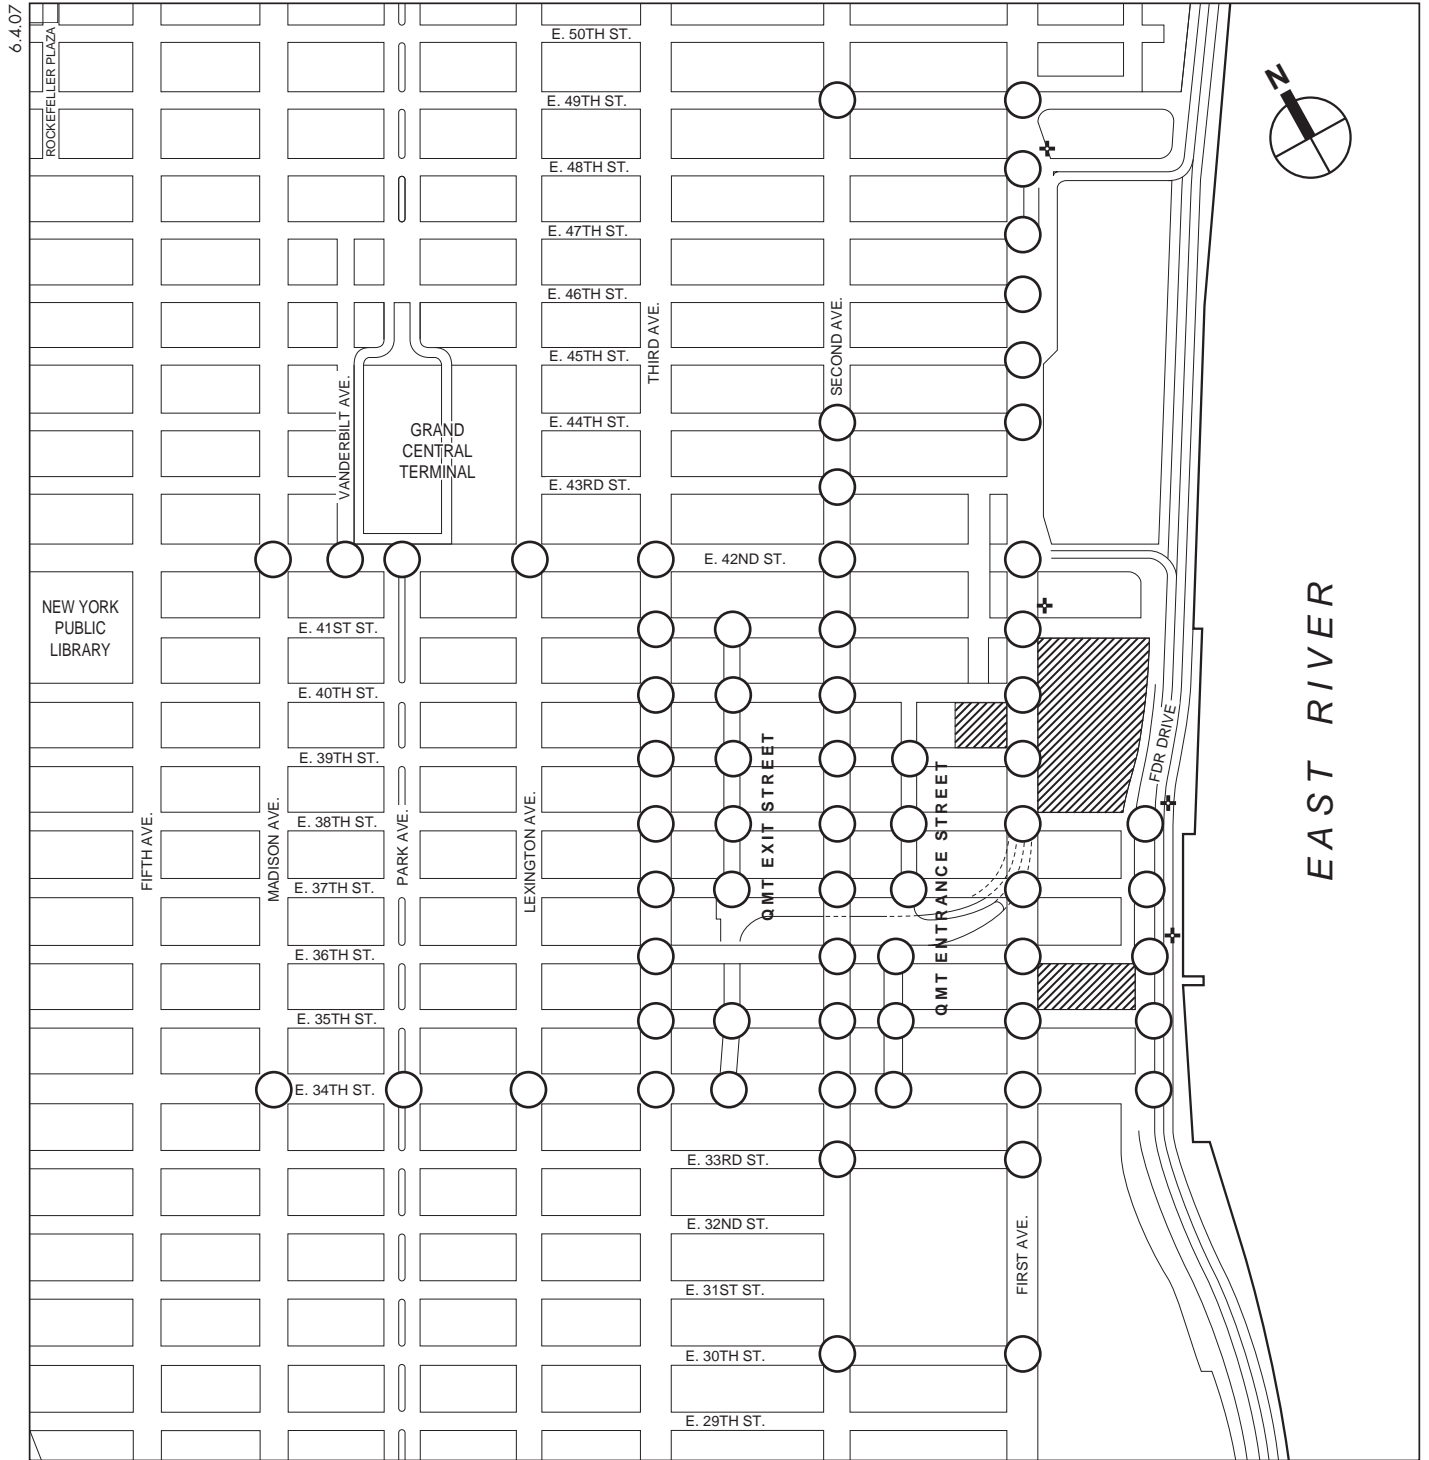 6.4.07
ROCKEFELLER PLAZA
E. 50TH ST.
E. 49TH ST.
N
E. 48TH ST.
E. 47TH ST.
E. 46TH ST.
THIRD AVE.
SECOND AVE.
E. 45TH ST.
VANDERBILT AVE.
GRAND
CENTRAL
TERMINAL
E. 44TH ST.
E. 43RD ST.
E. 42ND ST.
NEW YORK
PUBLIC
LIBRARY
E. 41ST ST.
E. 40TH ST.
E. 39TH ST.
QMT EXIT STREET
QMT ENTRANCE STREET
FDR DRIVE
EAST RIVER
FIFTH AVE.
MADISON AVE.
E. 38TH ST.
PARK AVE.
LEXINGTON AVE.
E. 37TH ST.
E. 36TH ST.
E. 35TH ST.
E. 34TH ST.
E. 33RD ST.
E. 32ND ST.
FIRST AVE.
E. 31ST ST.
E. 30TH ST.
E. 29TH ST.